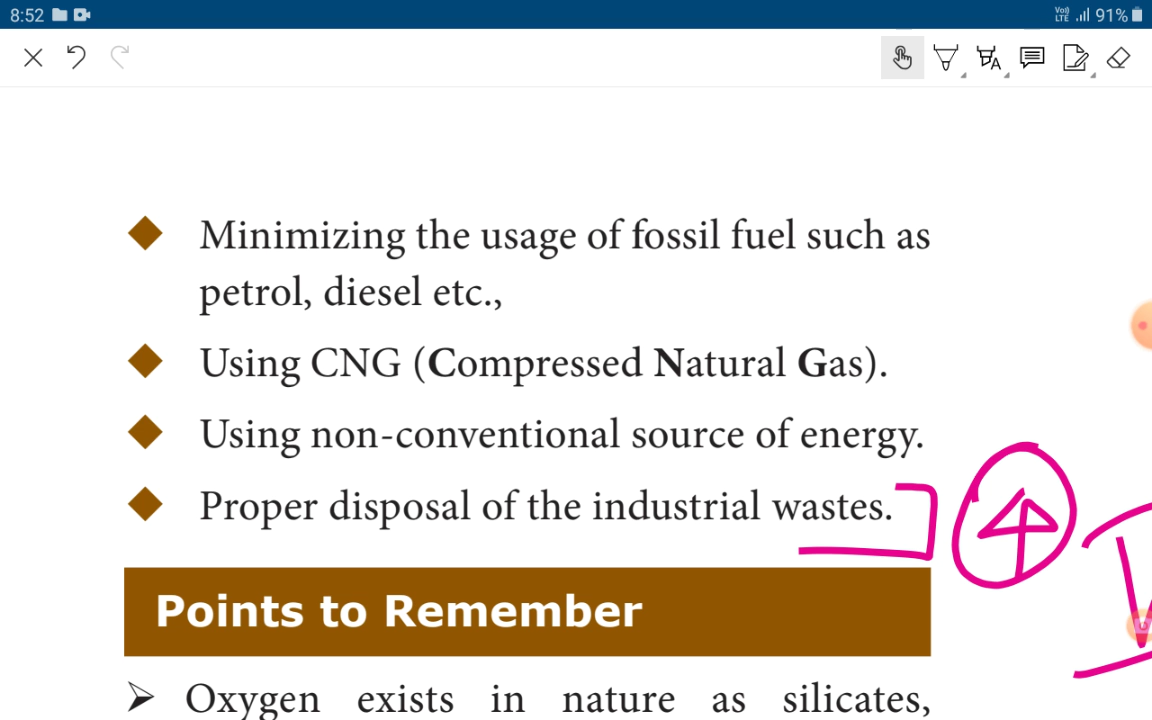 8:52
Vo) LTE 91%
Minimizing the usage of fossil fuel such as
petrol, diesel etc.,
Using CNG (Compressed Natural Gas).
Using non-conventional source of energy.
Proper disposal of the industrial wastes.
Points to Remember
Oxygen exists in nature as silicates,